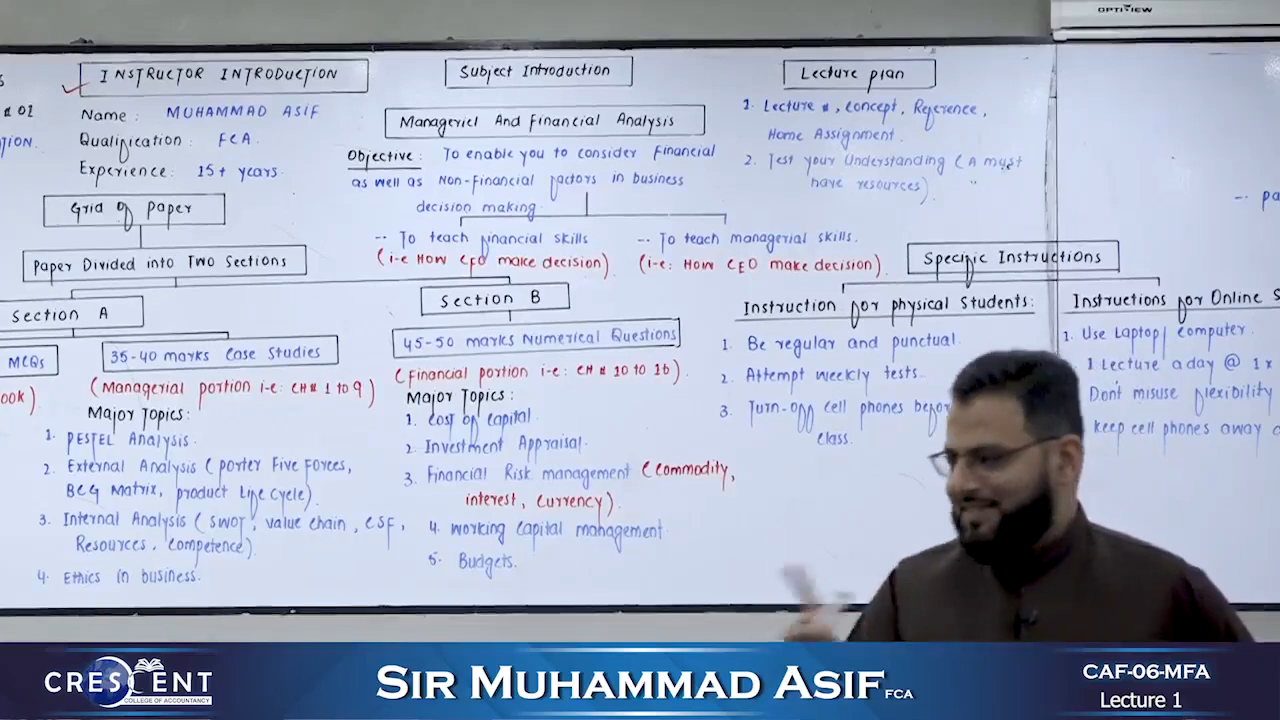 OPTIVIEW
INSTRUCTOR INTRODUCTION
Name: MUHAMMAD ASIF
Qualification: FCA.
Experience: 15+ years.
Grid of paper
Paper Divided into Two Sections
Section A
MCQs
35-40 marks Case Studies
(Managerial portion i-e: CH# 1 to 9)
Major Topics:
1. PESTEL Analysis.
2. External Analysis (porter Five Forces,
BCG Matrix, product Life Cycle).
3. Internal Analysis (SWOT, value chain, CSF,
Resources, competence).
4. Ethics in business.
Subject Introduction
Manageriel And Financial Analysis
Objective: To enable you to consider Financial
as well as Non-Financial factors in business
decision making.
-- To teach financial skills
(i-e How CFO make decision)
-- To teach managerial skills.
(i-e: How CEO make decision)
Section B
45-50 marks Numerical Questions
(Financial portion i-e: CH # 10 to 16).
Major Topics:
1. Cost of capital.
2. Investment Appraisal.
3. Financial Risk management (commodity,
interest, currency).
4. Working capital management.
5. Budgets.
Lecture plan
1. Lecture #, concept, Reference,
Home Assignment.
2. Test your Understanding (A must
have resources).
Specific Instructions
Instruction for physical students:
1. Be regular and punctual.
2. Attempt weekly tests.
3. Turn-off cell phones
class.
Instructions for Online
1. Use Laptop/computer.
1 Lecture a day @ 1x
Don't misuse flexibility
keep cell phones away
CRESCENT
COLLEGE OF ACCOUNTANCY
SIR MUHAMMAD ASIF FCA
CAF-06-MFA
Lecture 1